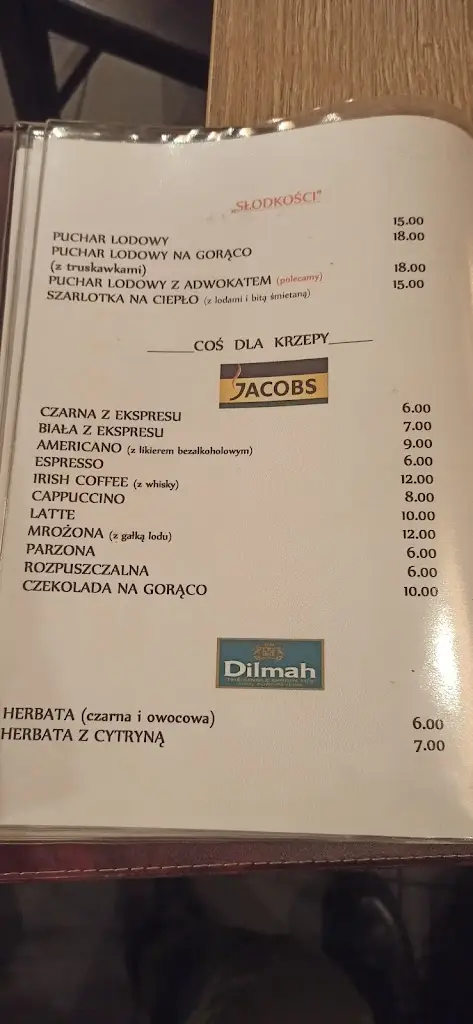 „SŁODKOŚCI”
PUCHAR LODOWY 15.00
PUCHAR LODOWY NA GORĄCO 18.00
(z truskawkami)
PUCHAR LODOWY Z ADWOKATEM (polecamy) 18.00
SZARLOTKA NA CIEPŁO (z lodami i bitą śmietaną) 15.00
_____COŚ DLA KRZEPY_____
JACOBS
CZARNA Z EKSPRESU 6.00
BIAŁA Z EKSPRESU 7.00
AMERICANO (z likierem bezalkoholowym) 9.00
ESPRESSO 6.00
IRISH COFFEE (z whisky) 12.00
CAPPUCCINO 8.00
LATTE 10.00
MROŻONA (z gałką lodu) 12.00
PARZONA 6.00
ROZPUSZCZALNA 6.00
CZEKOLADA NA GORĄCO 10.00
Dilmah
HERBATA (czarna i owocowa) 6.00
HERBATA Z CYTRYNĄ 7.00